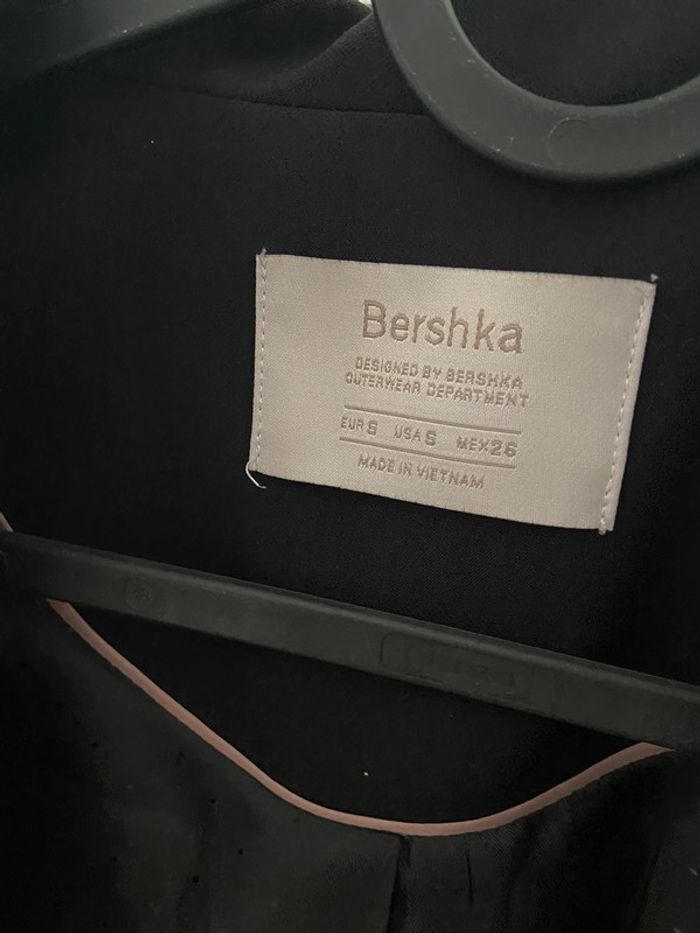 Bershka
DESIGNED BY BERSHKA
OUTERWEAR DEPARTMENT
EUR S USA S MEX 26
MADE IN VIETNAM